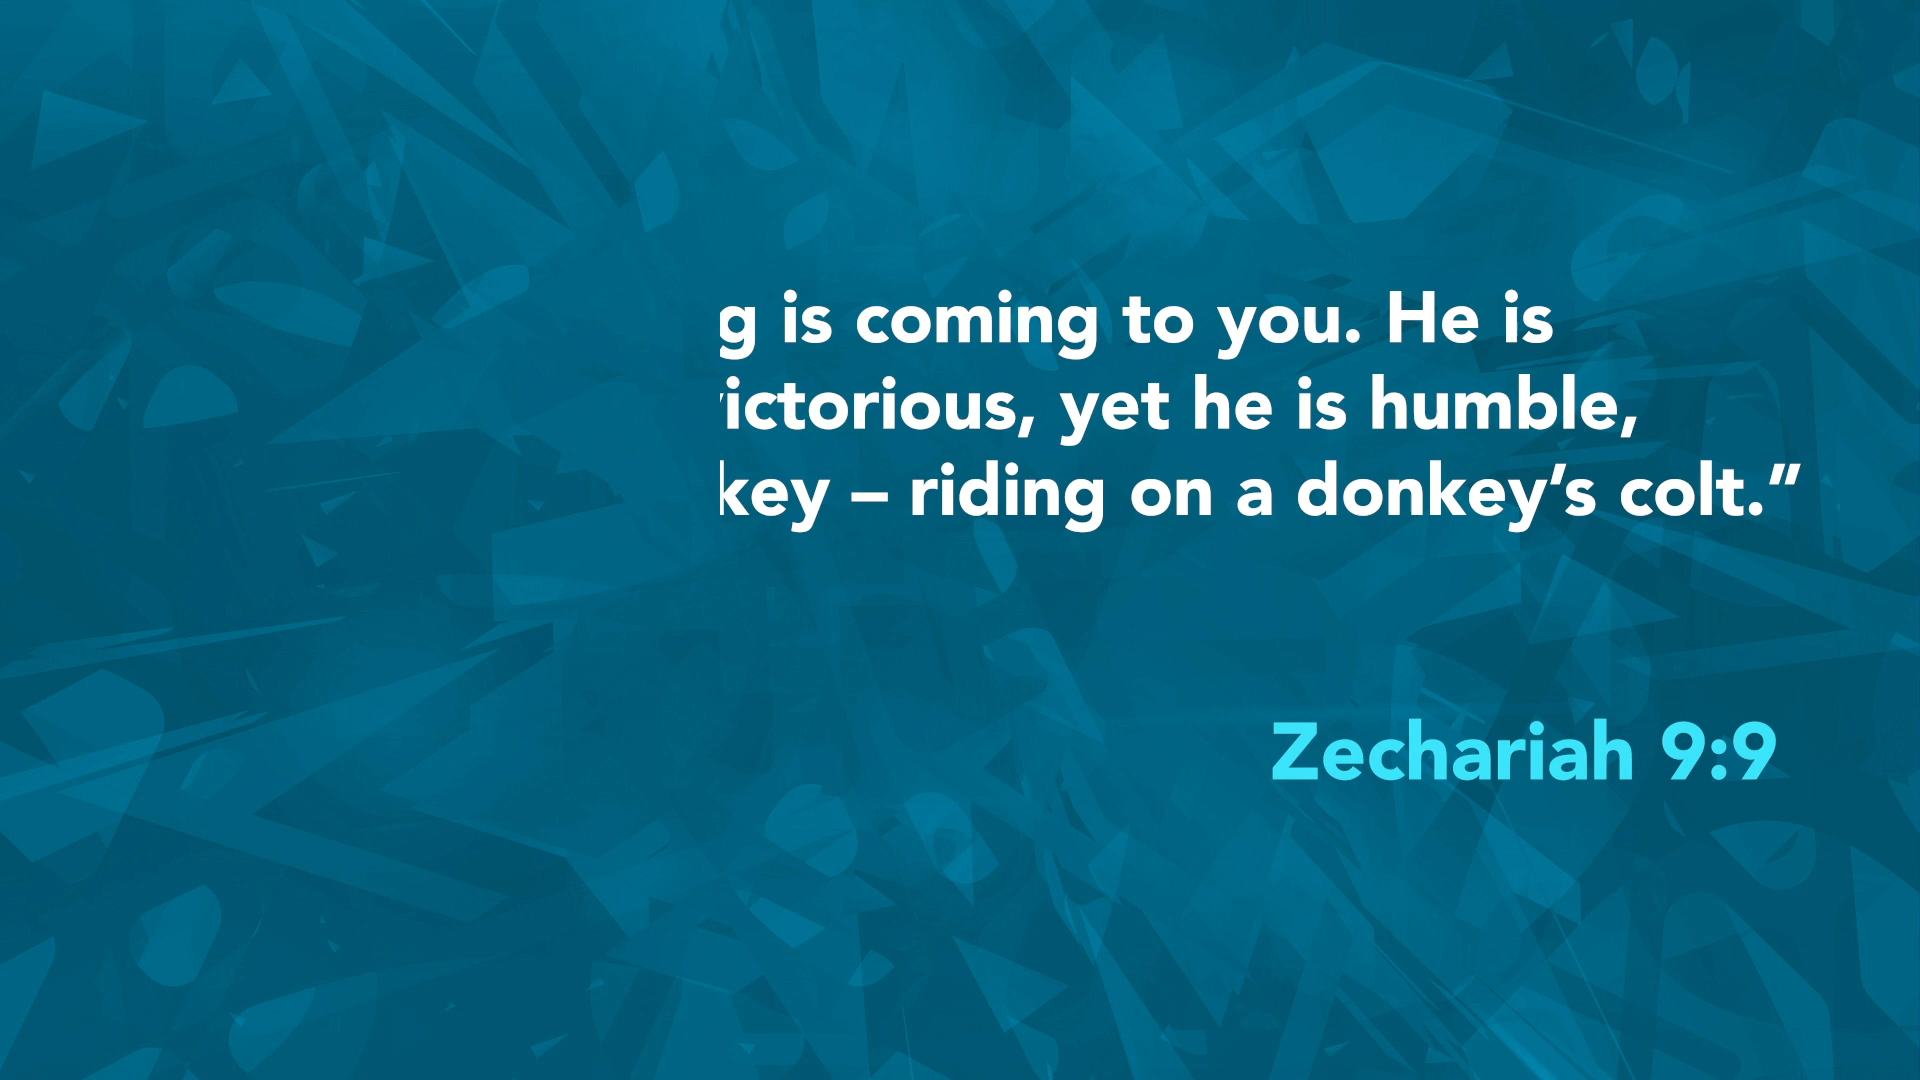 g is coming to you. He is
ictorious, yet he is humble,
key – riding on a donkey’s colt.”
Zechariah 9:9